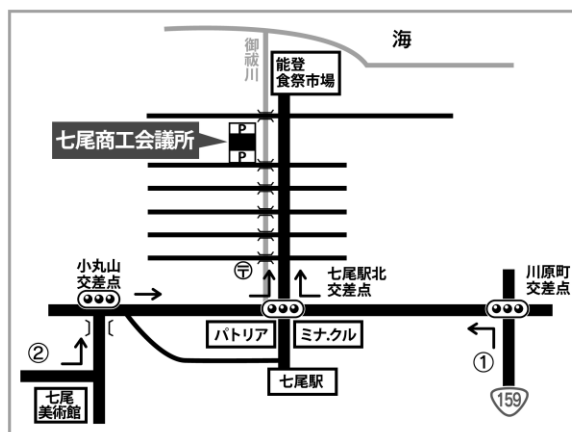 海
御祓川
能登
食祭市場
P
七尾商工会議所
P
小丸山
交差点
七尾駅北
交差点
川原町
交差点
パトリア
ミナ.クル
②
①
七尾駅
七尾
美術館
159